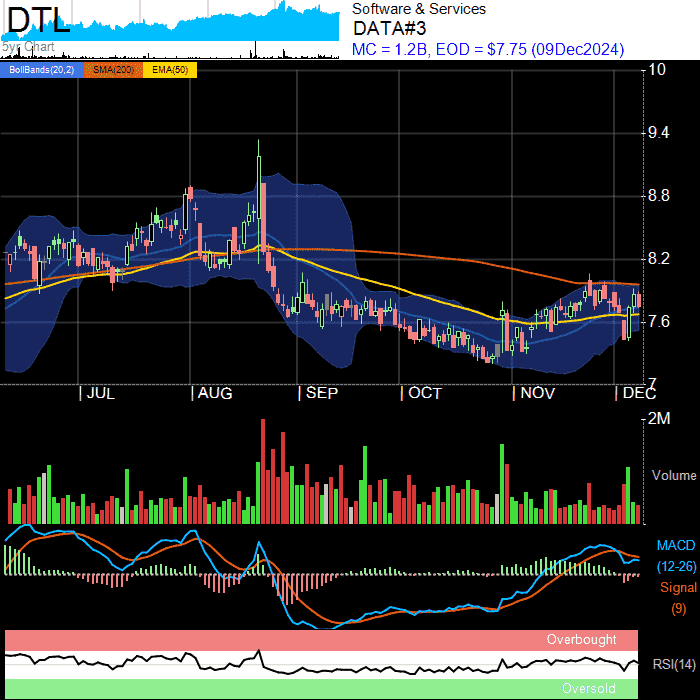 DTL
5yr Chart
Software & Services
DATA#3
MC = 1.2B, EOD = $7.75 (09Dec2024)
BollBands(20,2) SMA(200) EMA(50)
10
9.4
8.8
8.2
7.6
7
JUL AUG SEP OCT NOV DEC
2M
Volume
MACD
(12-26)
Signal
(9)
Overbought
RSI(14)
Oversold